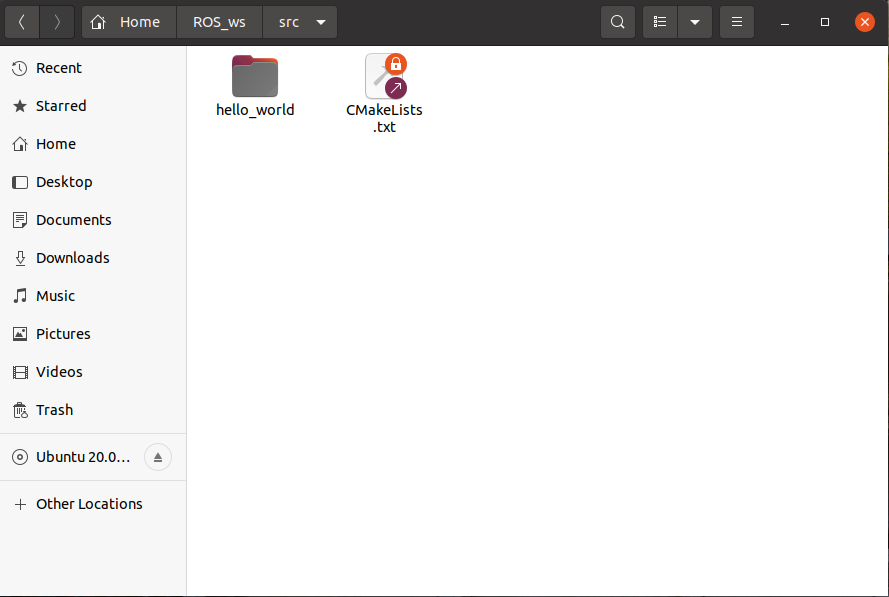 Home
ROS_ws
src
Recent
Starred
Home
Desktop
Documents
Downloads
Music
Pictures
Videos
Trash
Ubuntu 20.0...
Other Locations
hello_world
CMakeLists
.txt